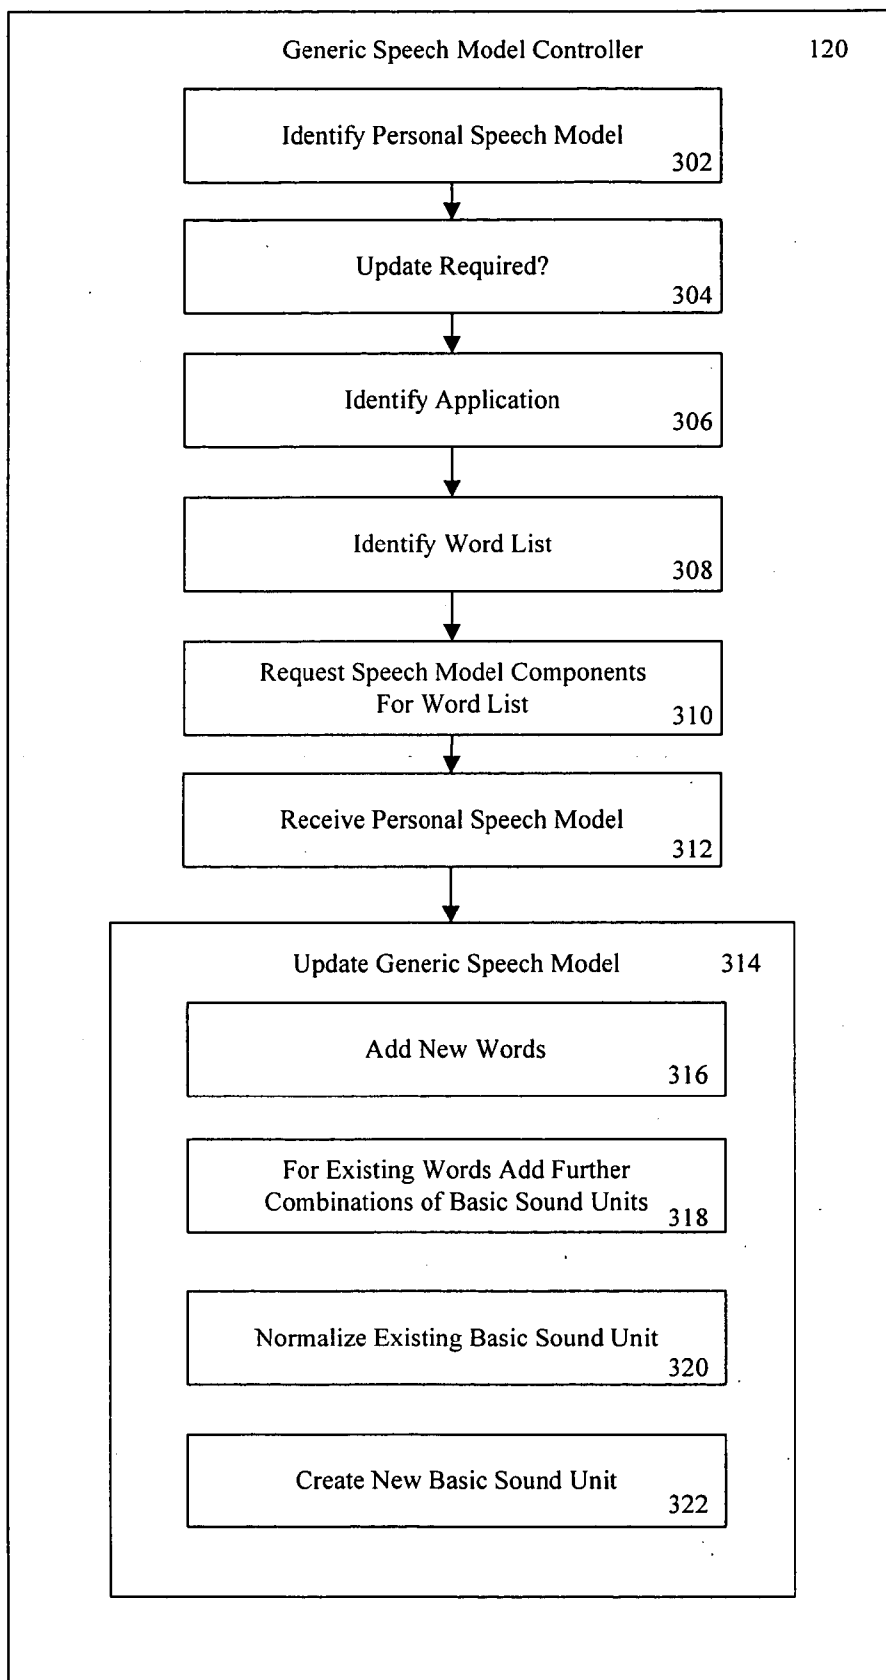 Generic Speech Model Controller 120
Identify Personal Speech Model
302
Update Required?
304
Identify Application
306
Identify Word List
308
Request Speech Model Components
For Word List
310
Receive Personal Speech Model
312
Update Generic Speech Model 314
Add New Words
316
For Existing Words Add Further
Combinations of Basic Sound Units
318
Normalize Existing Basic Sound Unit
320
Create New Basic Sound Unit
322